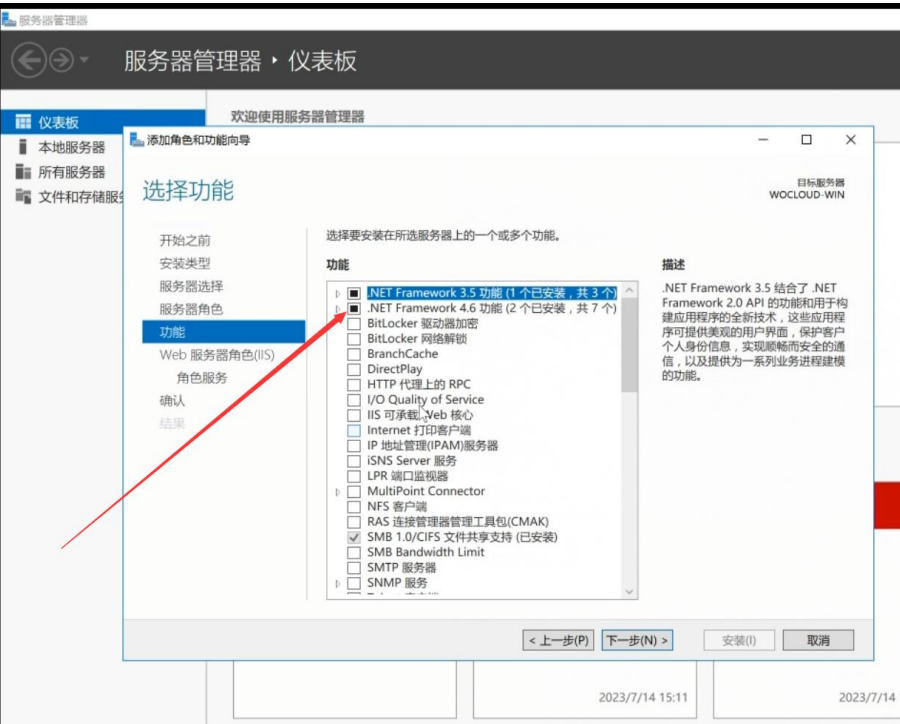 服务器管理器
服务器管理器 · 仪表板
仪表板
本地服务器
所有服务器
文件和存储服务
欢迎使用服务器管理器
添加角色和功能向导
选择功能
目标服务器
WOCLOUD-WIN
开始之前
安装类型
服务器选择
服务器角色
功能
Web 服务器角色(IIS)
角色服务
确认
结果
选择要安装在所选服务器上的一个或多个功能。
功能
.NET Framework 3.5 功能 (1 个已安装，共 3 个)
.NET Framework 4.6 功能 (2 个已安装，共 7 个)
BitLocker 驱动器加密
BitLocker 网络解锁
BranchCache
DirectPlay
HTTP 代理上的 RPC
I/O Quality of Service
IIS 可承载 Web 核心
Internet 打印客户端
IP 地址管理(IPAM)服务器
iSNS Server 服务
LPR 端口监视器
MultiPoint Connector
NFS 客户端
RAS 连接管理器管理工具包(CMAK)
SMB 1.0/CIFS 文件共享支持 (已安装)
SMB Bandwidth Limit
SMTP 服务器
SNMP 服务
描述
.NET Framework 3.5 结合了 .NET
Framework 2.0 API 的功能和用于构
建应用程序的全新技术，这些应用程
序可提供美观的用户界面，保护客户
个人身份信息，实现顺畅而安全的通
信，以及提供为一系列业务进程建模
的功能。
< 上一步(P)
下一步(N) >
安装(I)
取消
2023/7/14 15:11
2023/7/14